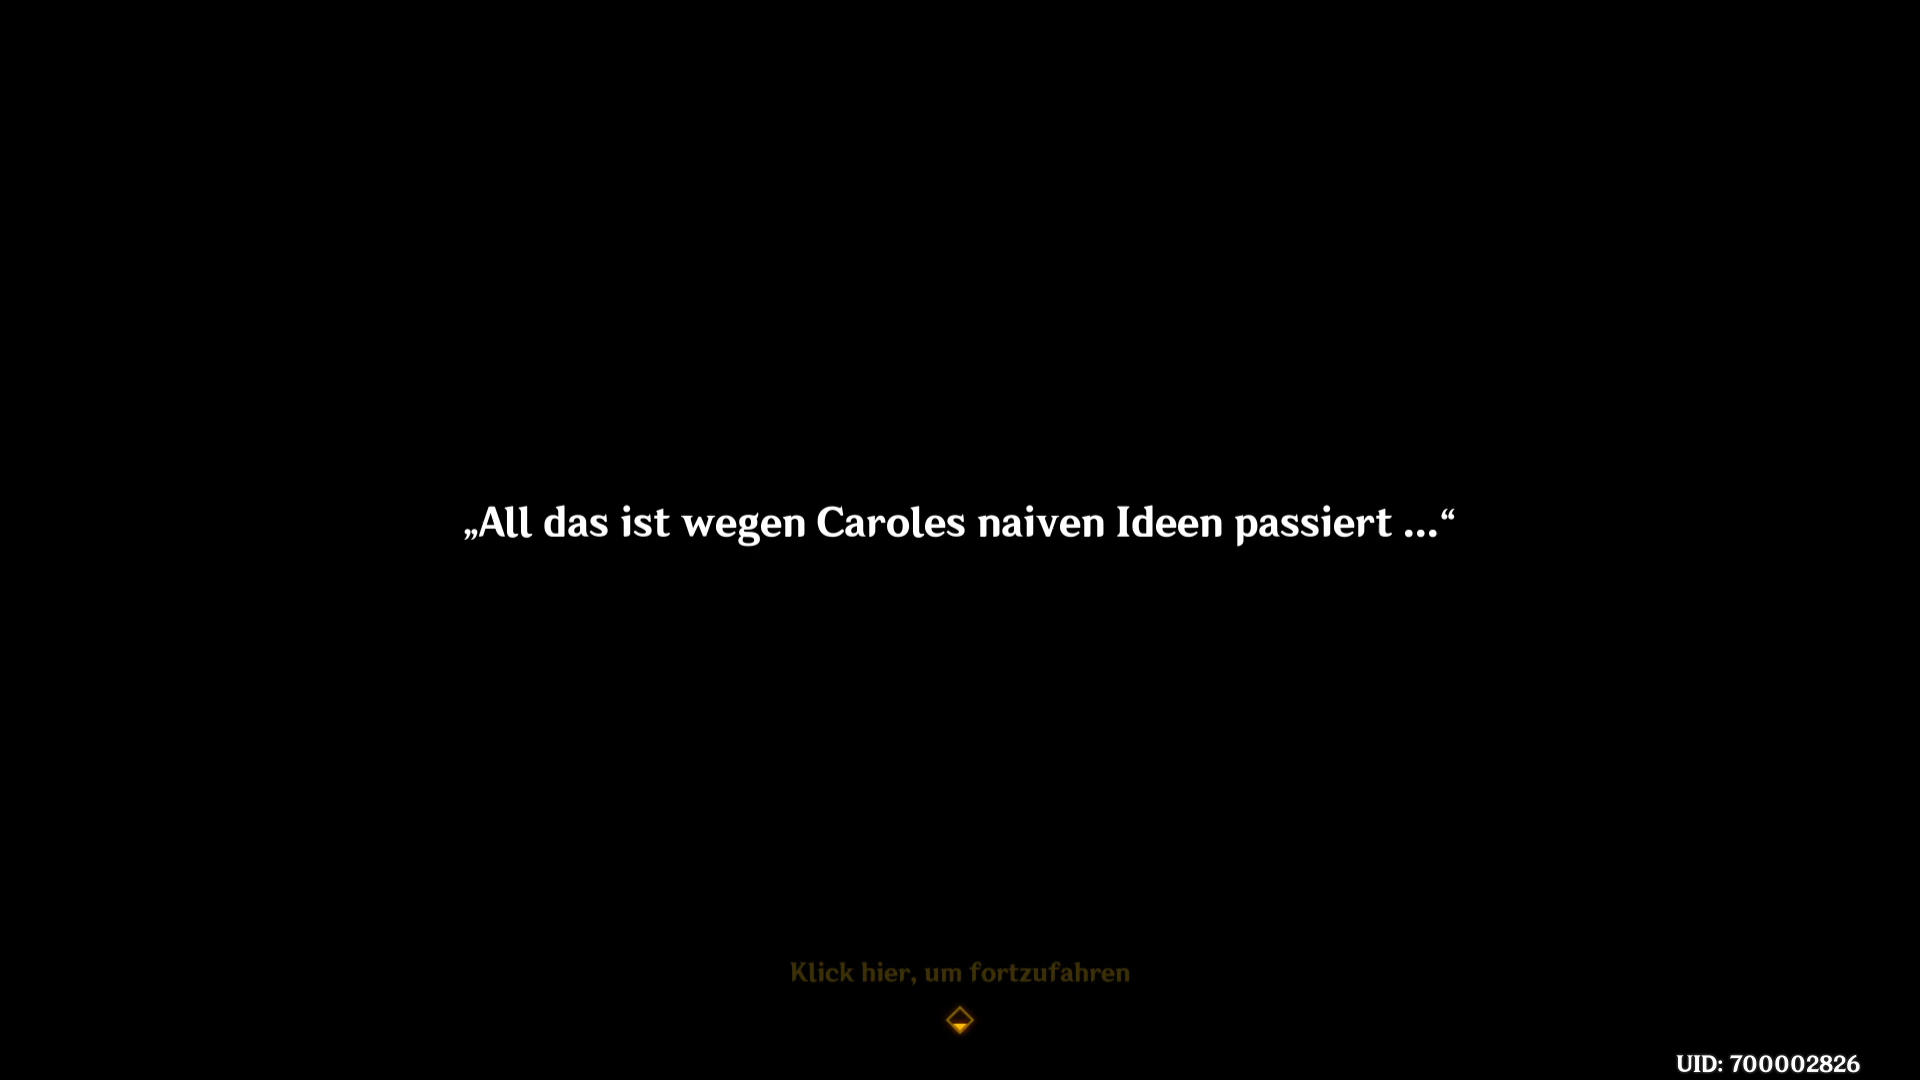 „All das ist wegen Caroles naiven Ideen passiert ...“
Klick hier, um fortzufahren
UID: 700002826